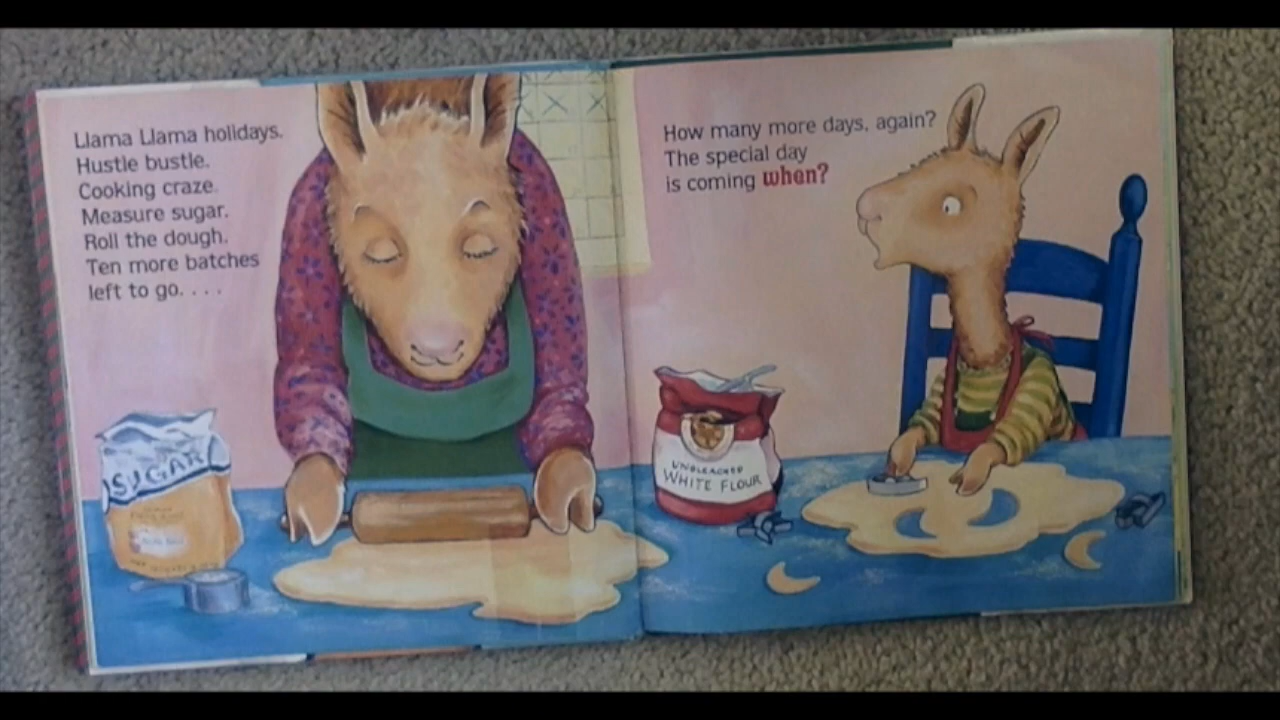 Llama Llama holidays.
Hustle bustle.
Cooking craze.
Measure sugar.
Roll the dough.
Ten more batches
left to go. . . .
How many more days, again?
The special day
is coming when?
SUGAR
UNBLEACHED
WHITE FLOUR